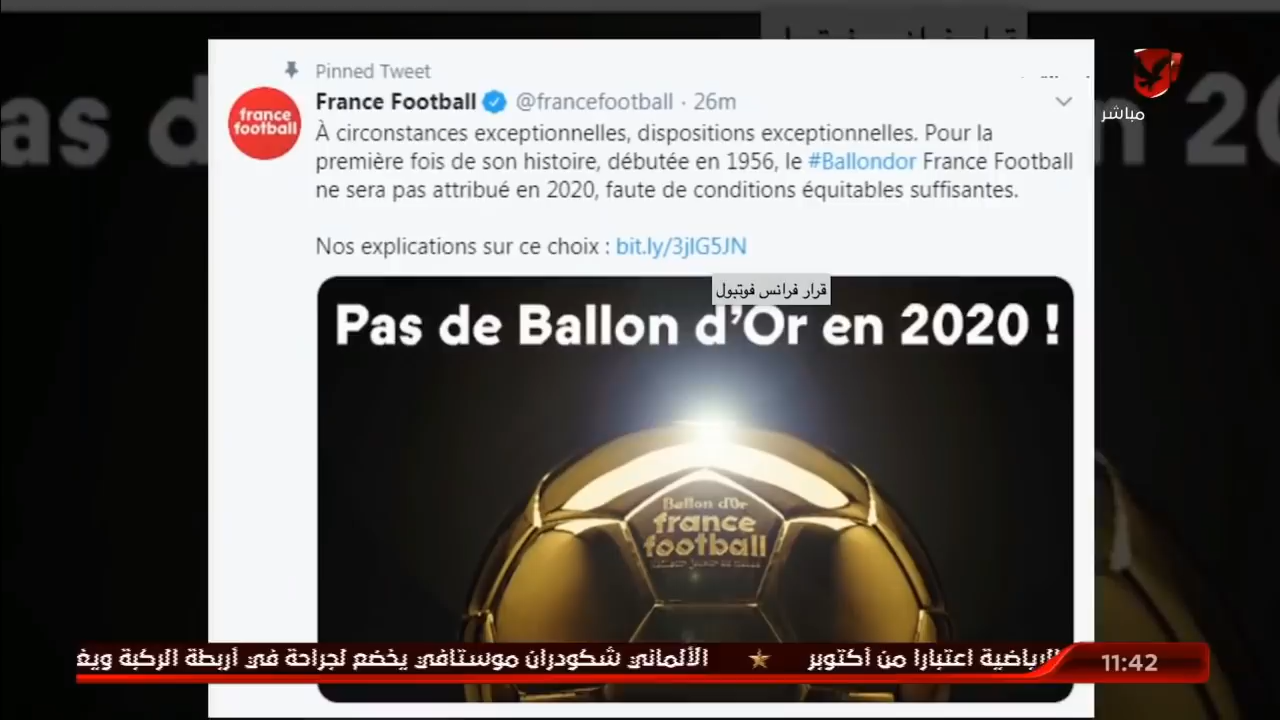 Pinned Tweet
France Football @francefootball · 26m
france
football
À circonstances exceptionnelles, dispositions exceptionnelles. Pour la
première fois de son histoire, débutée en 1956, le #Ballondor France Football
ne sera pas attribué en 2020, faute de conditions équitables suffisantes.
Nos explications sur ce choix : bit.ly/3jlG5JN
مباشر
قرار فرانس فوتبول
Pas de Ballon d'Or en 2020 !
Ballon d'Or
france
football
الرياضية اعتبارا من أكتوبر ★ الألماني شكودران موستافي يخضع لجراحة في أربطة الركبة ويغ
11:42